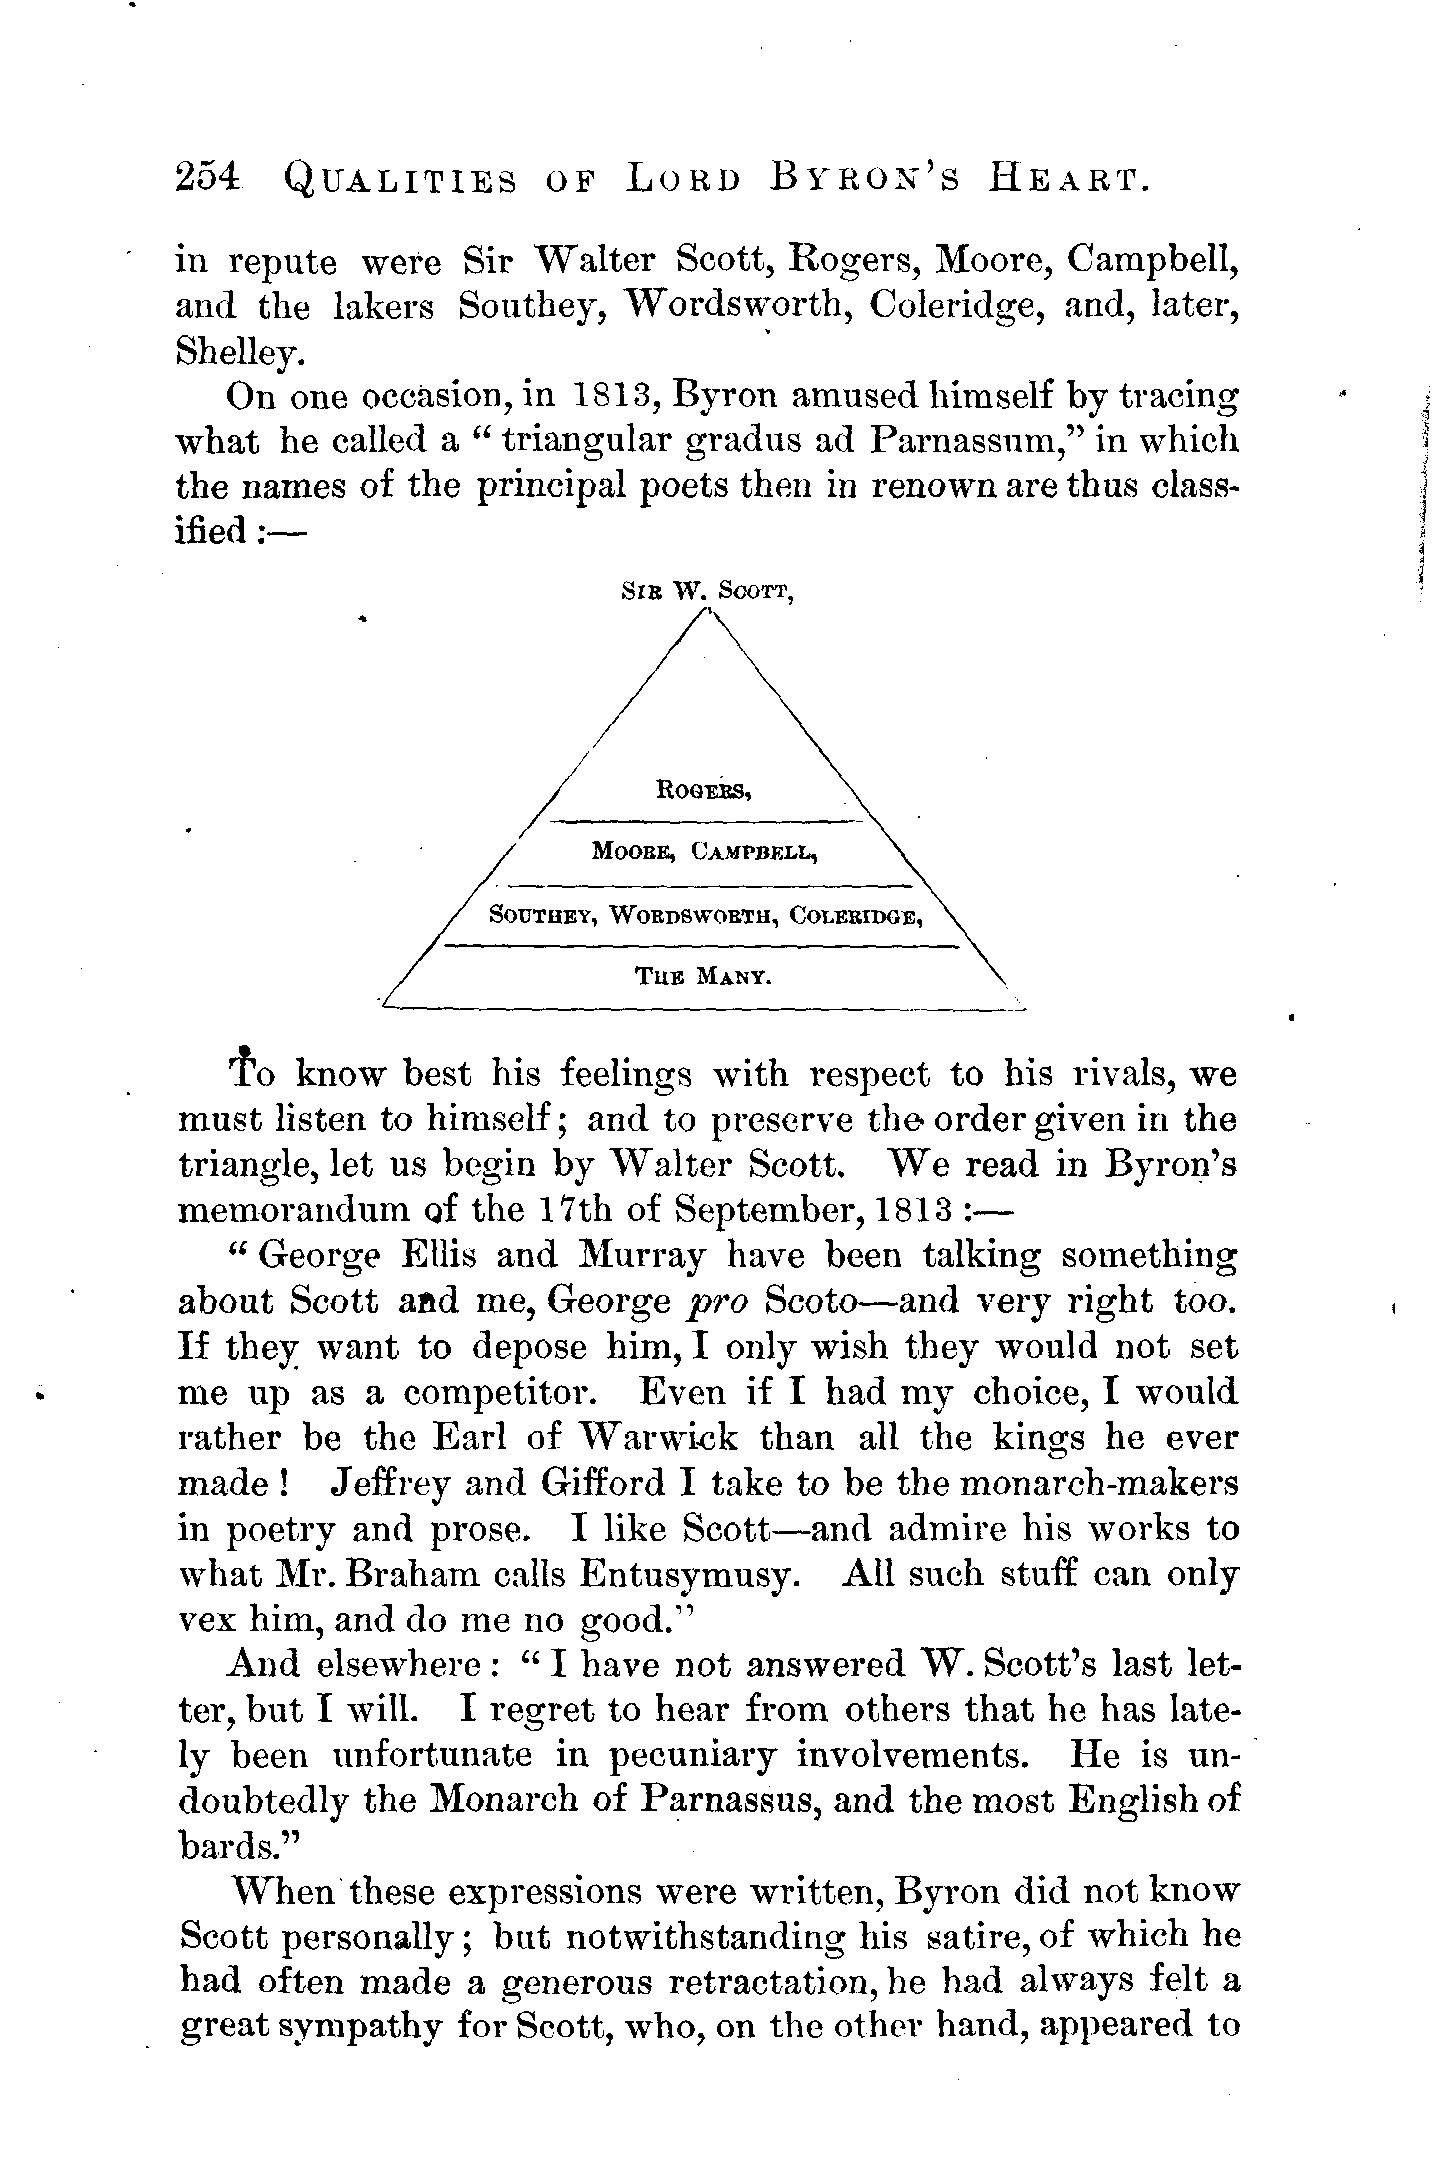 254 QUALITIES OF LORD BYRON'S HEART.
in repute were Sir Walter Scott, Rogers, Moore, Campbell,
and the lakers Southey, Wordsworth, Coleridge, and, later,
Shelley.
On one occasion, in 1813, Byron amused himself by tracing
what he called a “triangular gradus ad Parnassum,” in which
the names of the principal poets then in renown are thus class-
ified :—
SIR W. SCOTT,
ROGERS,
MOORE, CAMPBELL,
SOUTHEY, WORDSWORTH, COLERIDGE,
THE MANY.
To know best his feelings with respect to his rivals, we
must listen to himself; and to preserve the order given in the
triangle, let us begin by Walter Scott. We read in Byron's
memorandum of the 17th of September, 1813 :—
“George Ellis and Murray have been talking something
about Scott and me, George pro Scoto—and very right too.
If they want to depose him, I only wish they would not set
me up as a competitor. Even if I had my choice, I would
rather be the Earl of Warwick than all the kings he ever
made! Jeffrey and Gifford I take to be the monarch-makers
in poetry and prose. I like Scott—and admire his works to
what Mr. Braham calls Entusymusy. All such stuff can only
vex him, and do me no good.”
And elsewhere: “I have not answered W. Scott's last let-
ter, but I will. I regret to hear from others that he has late-
ly been unfortunate in pecuniary involvements. He is un-
doubtedly the Monarch of Parnassus, and the most English of
bards.”
When these expressions were written, Byron did not know
Scott personally; but notwithstanding his satire, of which he
had often made a generous retractation, he had always felt a
great sympathy for Scott, who, on the other hand, appeared to